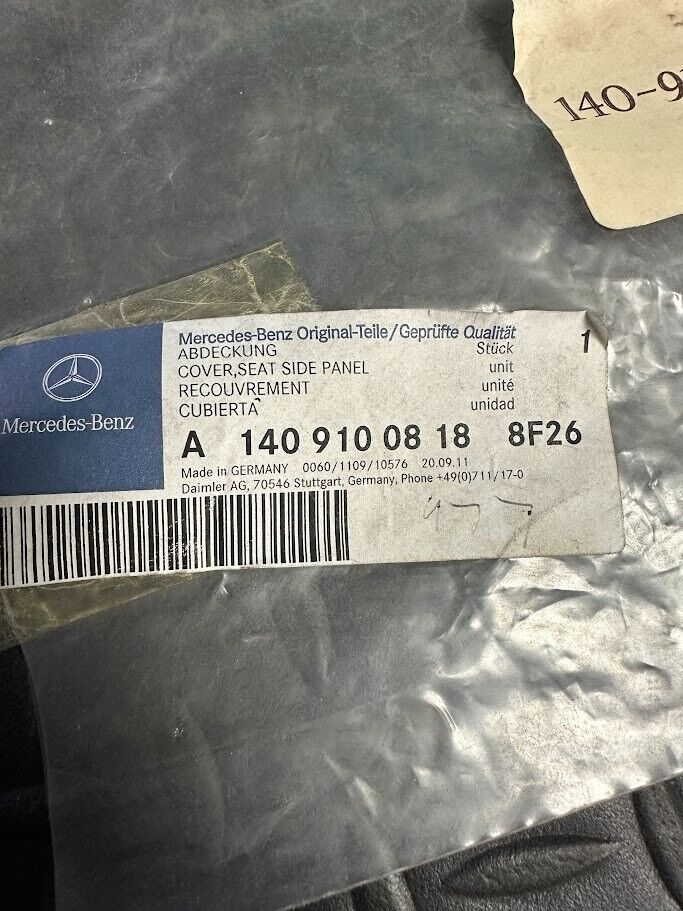 140-9
Mercedes-Benz
Mercedes-Benz Original-Teile/Geprüfte Qualität
ABDECKUNG Stück 1
COVER,SEAT SIDE PANEL unit
RECOUVREMENT unité
CUBIERTA unidad
A 140 910 08 18 8F26
Made in GERMANY 0060/1109/10576 20.09.11
Daimler AG, 70546 Stuttgart, Germany, Phone +49(0)711/17-0